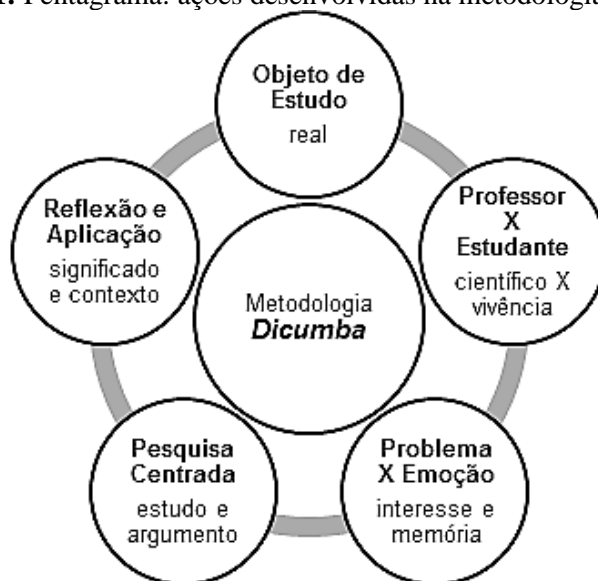 Pentagrama: ações desenvolvidas na metodologia
Objeto de
Estudo
real
Professor
X
Estudante
científico X
vivência
Problema
X Emoção
interesse e
memória
Pesquisa
Centrada
estudo e
argumento
Reflexão e
Aplicação
significado
e contexto
Metodologia
Dicumba